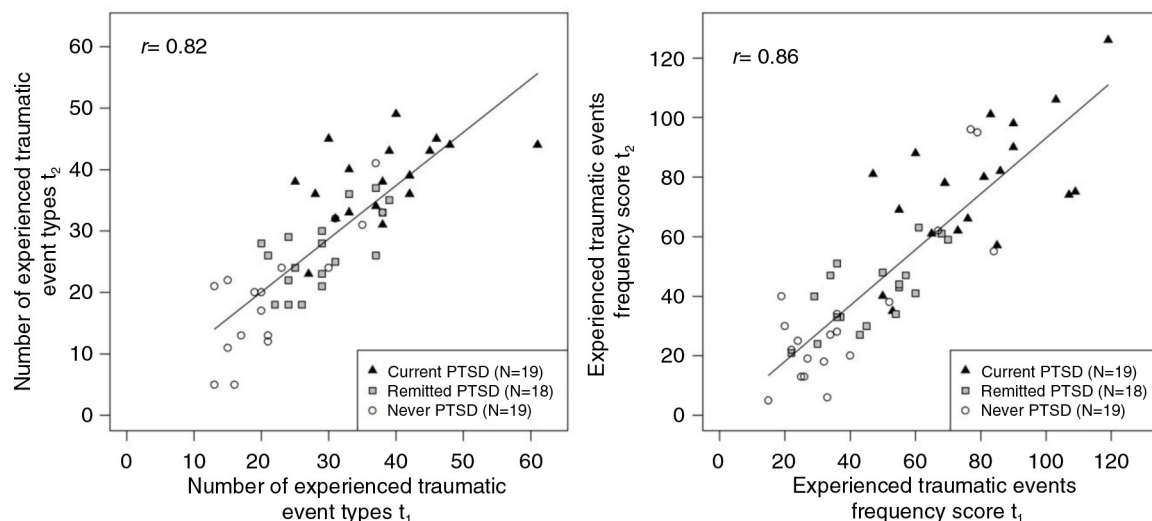 r= 0.82
60
50
40
30
20
10
0
Number of experienced traumatic
event types t2
Current PTSD (N=19)
Remitted PTSD (N=18)
Never PTSD (N=19)
0 10 20 30 40 50 60
Number of experienced traumatic
event types t1
r= 0.86
120
100
80
60
40
20
0
Experienced traumatic events
frequency score t2
Current PTSD (N=19)
Remitted PTSD (N=18)
Never PTSD (N=19)
0 20 40 60 80 100 120
Experienced traumatic events
frequency score t1